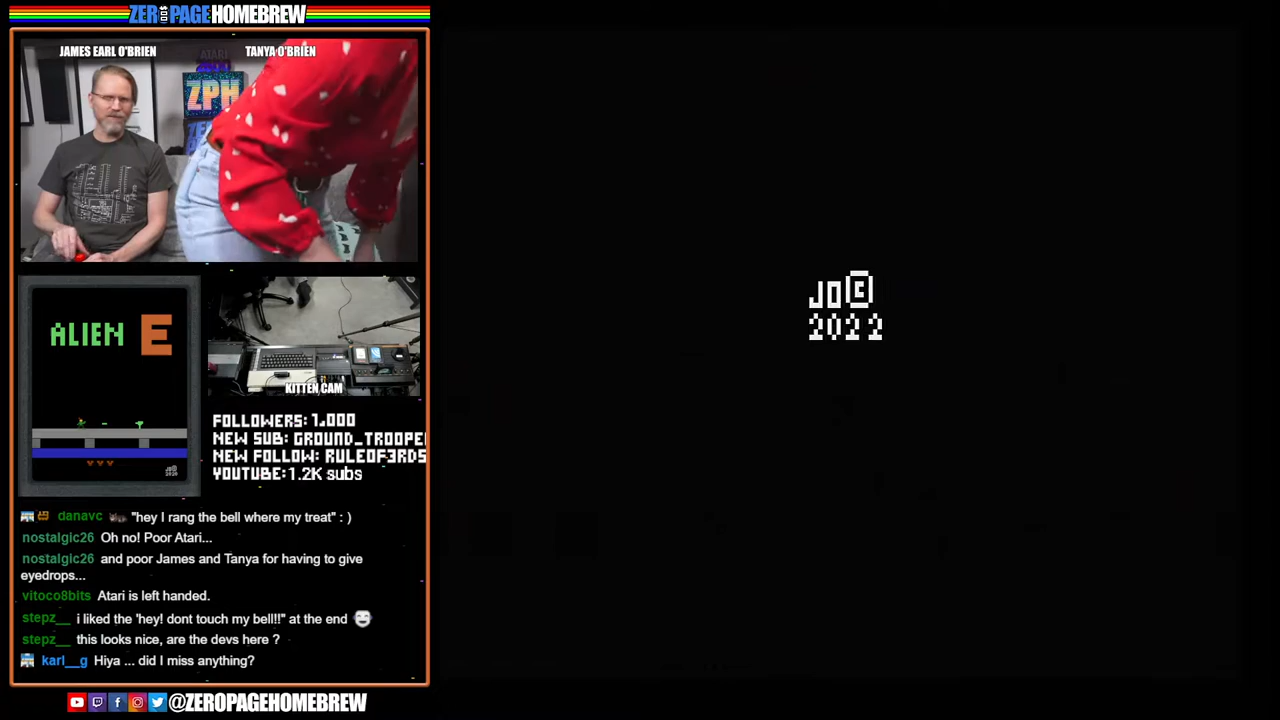 ZEROPAGEHOMEBREW
JAMES EARL O'BRIEN
TANYA O'BRIEN
ZPH
ALIEN E
KITTEN CAM
FOLLOWERS: 1,000
NEW SUB: GROUND_TROOPER
NEW FOLLOW: RULEOF3RDS
YOUTUBE: 1.2K subs
JO©
2022
danavc "hey I rang the bell where my treat" : )
nostalgic26 Oh no! Poor Atari...
nostalgic26 and poor James and Tanya for having to give
eyedrops...
vitoco8bits Atari is left handed.
stepz__ i liked the 'hey! dont touch my bell!!" at the end
stepz__ this looks nice, are the devs here ?
karl__g Hiya ... did I miss anything?
@ZEROPAGEHOMEBREW